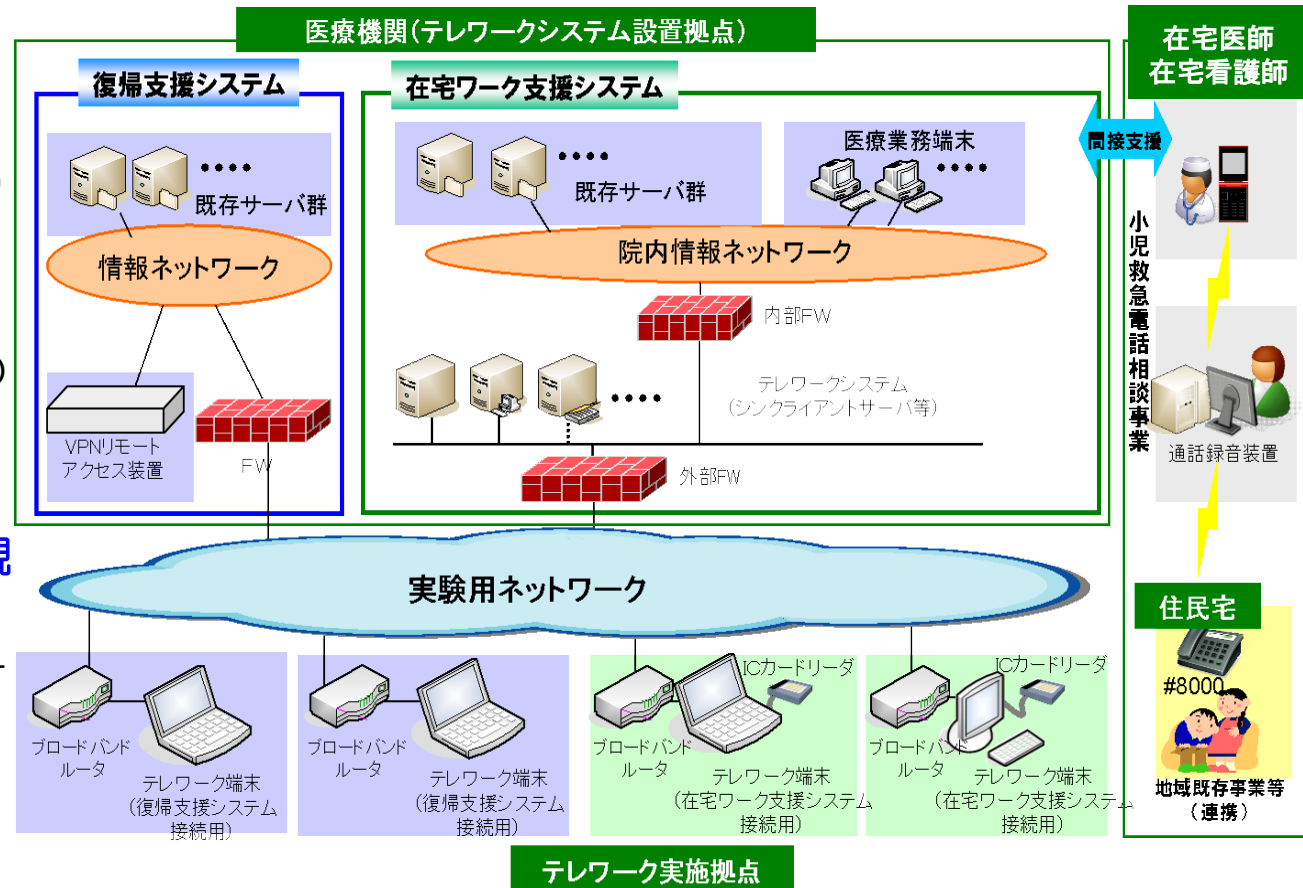 医療機関(テレワークシステム設置拠点)
復帰支援システム
在宅ワーク支援システム
在宅医師
在宅看護師
間接支援
••••
既存サーバ群
情報ネットワーク
••••
既存サーバ群
医療業務端末
••••
院内情報ネットワーク
内部FW
VPNリモート
アクセス装置
FW
••••
テレワークシステム
(シンクライアントサーバ等)
外部FW
小児救急電話相談事業
通話録音装置
)
)
現
実験用ネットワーク
住民宅
#8000
地域既存事業等
(連携)
ブロードバンド
ルータ
テレワーク端末
(復帰支援システム
接続用)
ブロードバンド
ルータ
テレワーク端末
(復帰支援システム
接続用)
ICカードリーダ
ブロードバンド
ルータ
テレワーク端末
(在宅ワーク支援システム
接続用)
ICカードリーダ
ブロードバンド
ルータ
テレワーク端末
(在宅ワーク支援システム
接続用)
テレワーク実施拠点